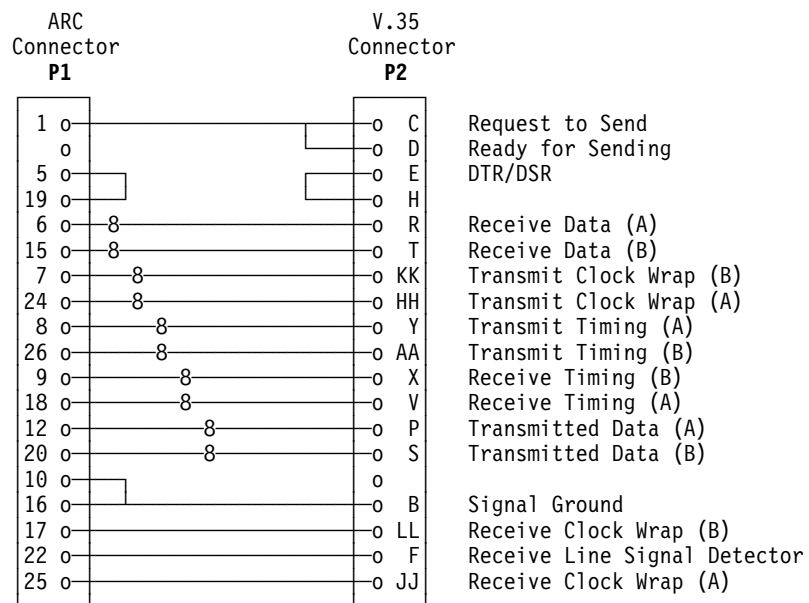 ARC V.35
Connector Connector
P1 P2
1 o o C Request to Send
o o D Ready for Sending
5 o o E DTR/DSR
19 o o H
6 o 8 o R Receive Data (A)
15 o 8 o T Receive Data (B)
7 o 8 o KK Transmit Clock Wrap (B)
24 o 8 o HH Transmit Clock Wrap (A)
8 o 8 o Y Transmit Timing (A)
26 o 8 o AA Transmit Timing (B)
9 o 8 o X Receive Timing (B)
18 o 8 o V Receive Timing (A)
12 o 8 o P Transmitted Data (A)
20 o 8 o S Transmitted Data (B)
10 o o
16 o o B Signal Ground
17 o o LL Receive Clock Wrap (B)
22 o o F Receive Line Signal Detector
25 o o JJ Receive Clock Wrap (A)